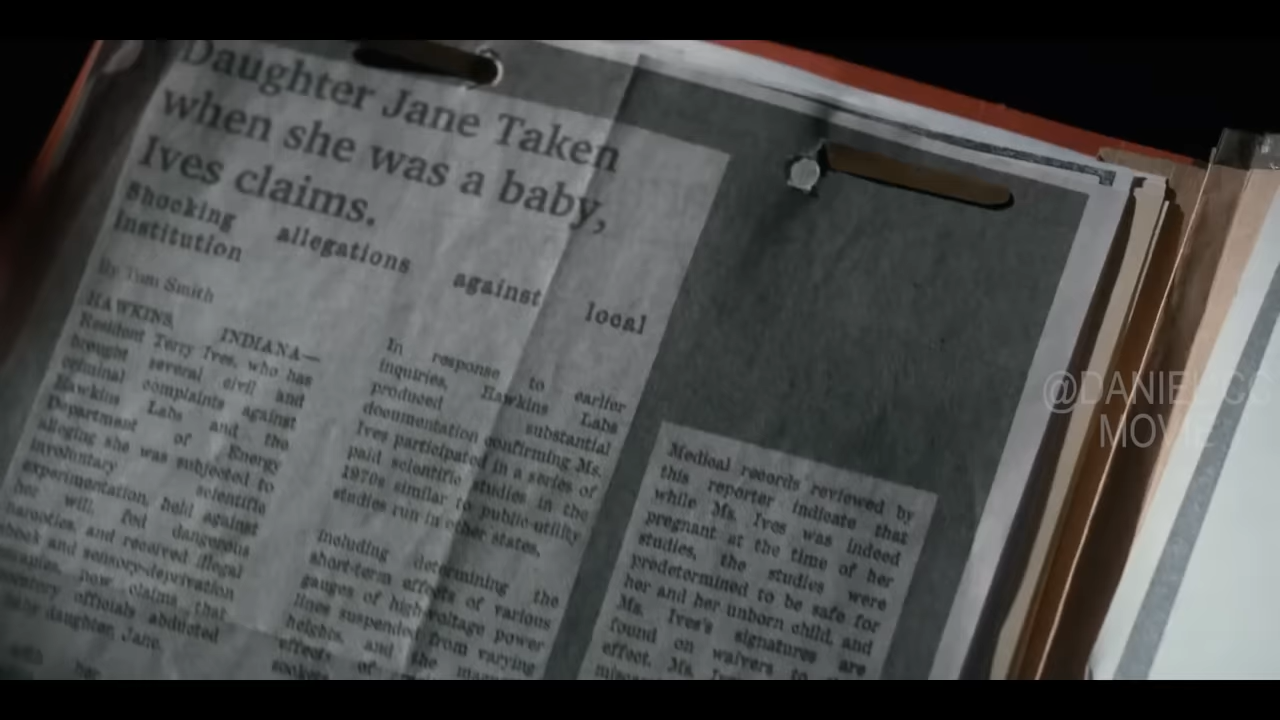 Daughter Jane Taken
when she was a baby,
Ives claims.
Shocking allegations against local
Institution
By Tom Smith
HAWKINS, INDIANA—
Resident Terry Ives, who has
brought several civil and
criminal complaints against
Hawkins Labs and the
Department of Energy
alleging she was subjected to
involuntary scientific
experimentation, held against
her will, fed dangerous
narcotics, and received illegal
shock and sensory-deprivation
now claims that
officials abducted
daughter, Jane.
her
In response to earlier
inquiries, Hawkins Labs
produced substantial
documentation confirming Ms.
Ives participated in a series of
paid scientific studies in the
1970s similar to public-utility
studies run in other states,
including determining the
short-term effects of various
gauges of high-voltage power
lines suspended from varying
heights, and the
effects of
Medical records reviewed by
this reporter indicate that
while Ms. Ives was indeed
pregnant at the time of her
studies, the studies were
predetermined to be safe for
her and her unborn child, and
Ms. Ives's signatures are
found on waivers to
effect. Ms.
@DANIEL CS
MOVIE